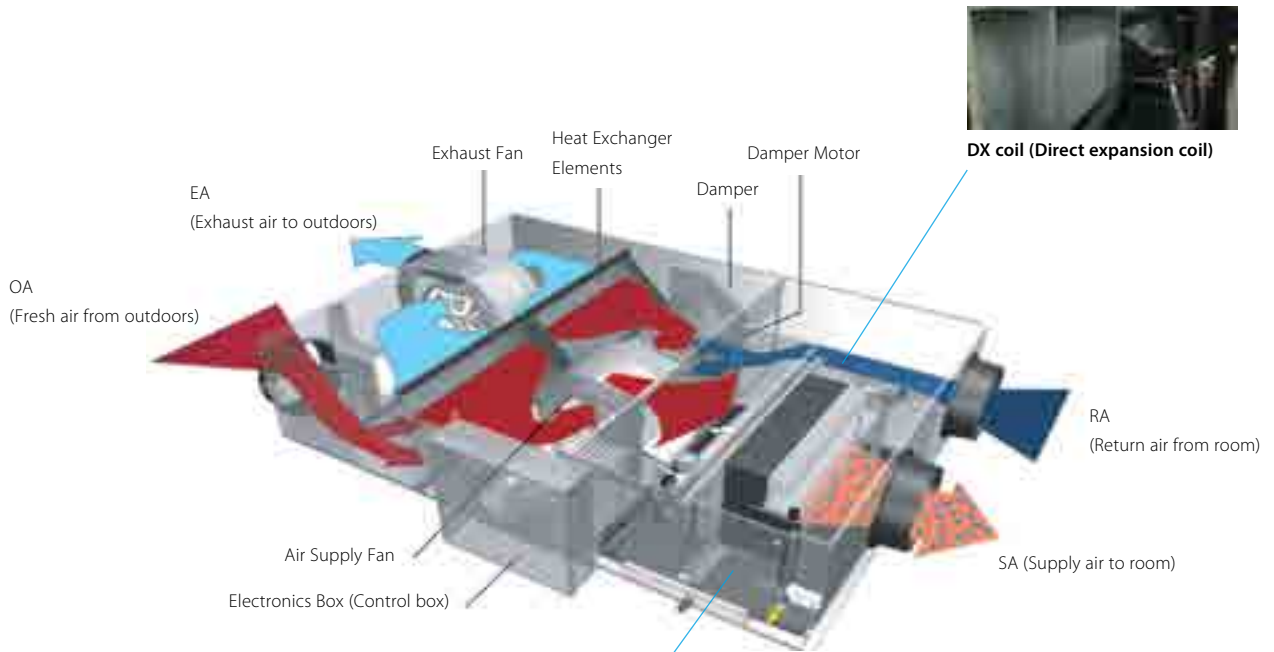 DX coil (Direct expansion coil)
Exhaust Fan
Heat Exchanger
Elements
Damper Motor
Damper
EA
(Exhaust air to outdoors)
OA
(Fresh air from outdoors)
RA
(Return air from room)
Air Supply Fan
SA (Supply air to room)
Electronics Box (Control box)